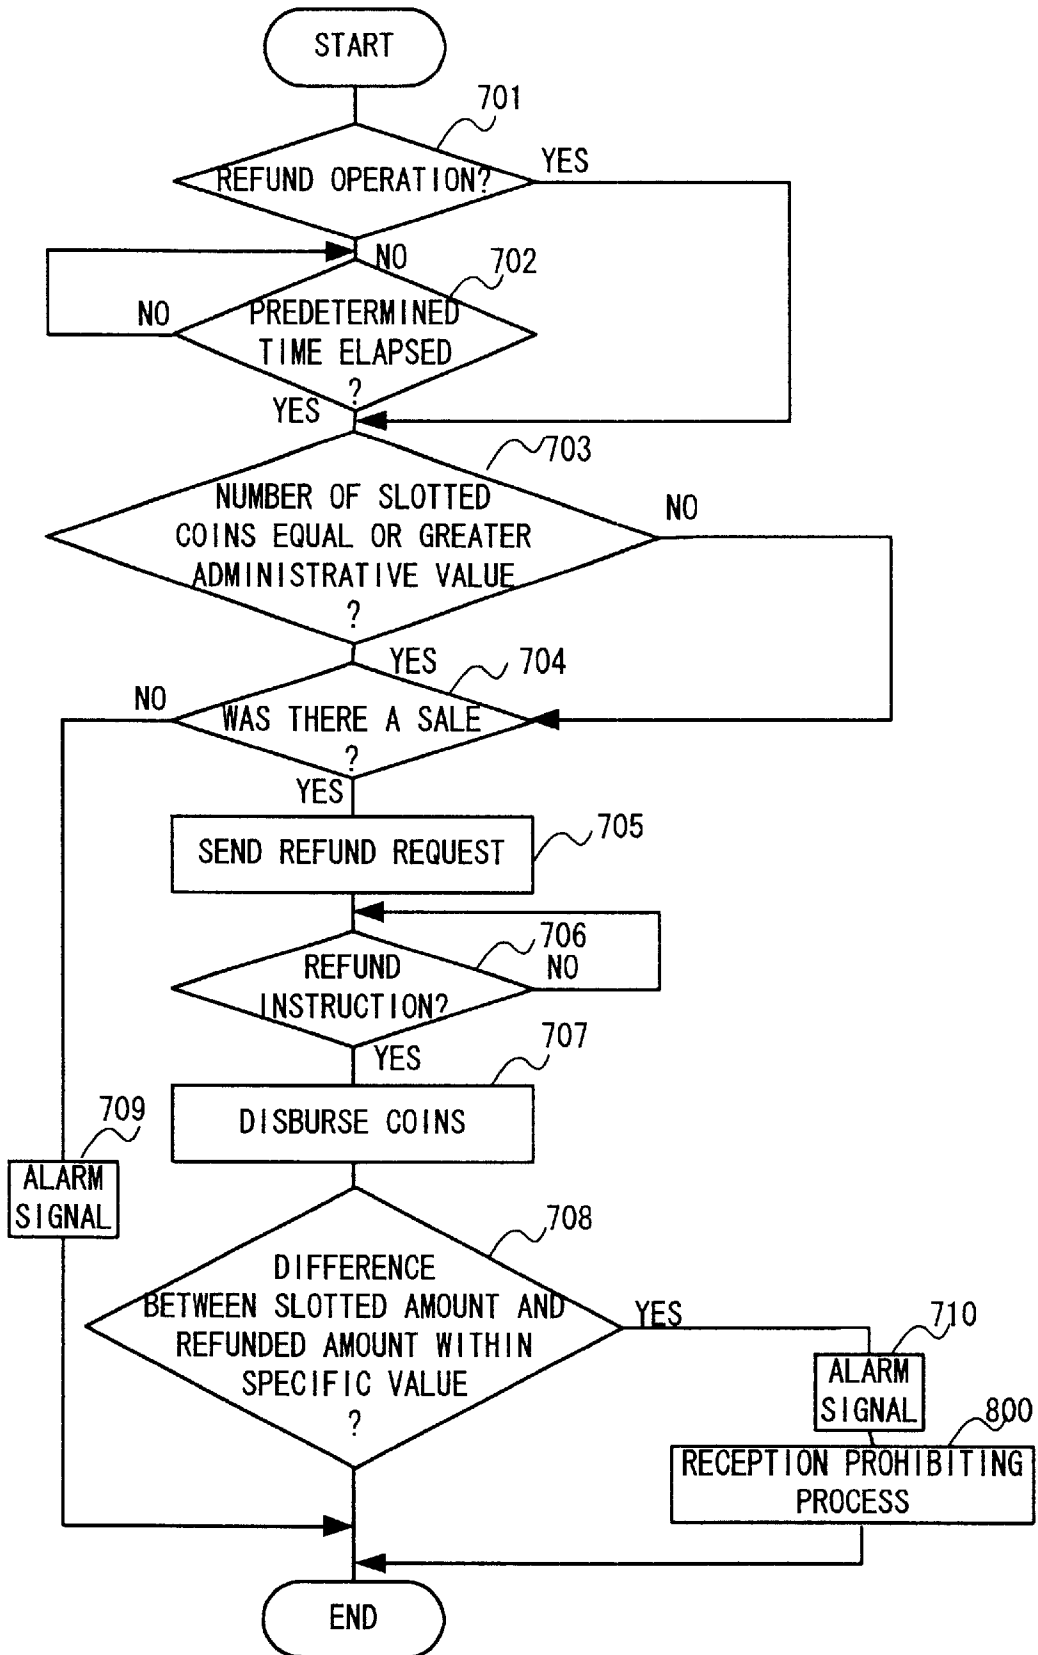 START
701
REFUND OPERATION?
YES
NO
702
NO
PREDETERMINED
TIME ELAPSED
?
YES
703
NUMBER OF SLOTTED
COINS EQUAL OR GREATER
ADMINISTRATIVE VALUE
?
NO
YES
704
NO
WAS THERE A SALE
?
YES
705
SEND REFUND REQUEST
706
REFUND
INSTRUCTION?
NO
YES
707
DISBURSE COINS
709
ALARM
SIGNAL
708
DIFFERENCE
BETWEEN SLOTTED AMOUNT AND
REFUNDED AMOUNT WITHIN
SPECIFIC VALUE
?
YES
710
ALARM
SIGNAL
800
RECEPTION PROHIBITING
PROCESS
END